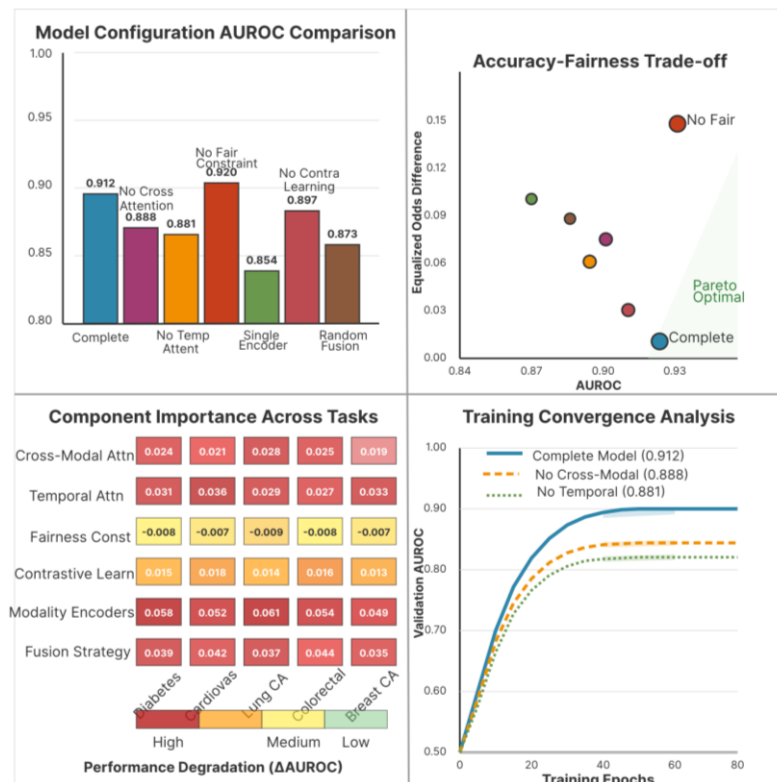 Model Configuration AUROC Comparison
1.00
0.95
0.90
0.85
0.80
0.912
No Cross
Attention
0.888
0.881
No Fair
Constraint
0.920
0.854
No Contra
Learning
0.897
0.873
Complete
No Temp
Attent
Single
Encoder
Random
Fusion
Accuracy-Fairness Trade-off
Equalized Odds Difference
0.15
0.12
0.09
0.06
0.03
0.00
No Fair
Pareto
Optimal
Complete
0.84
0.87
0.90
0.93
AUROC
Component Importance Across Tasks
Cross-Modal Attn 0.024 0.021 0.028 0.025 0.019
Temporal Attn 0.031 0.036 0.029 0.027 0.033
Fairness Const -0.008 -0.007 -0.009 -0.008 -0.007
Contrastive Learn 0.015 0.018 0.014 0.016 0.013
Modality Encoders 0.058 0.052 0.061 0.054 0.049
Fusion Strategy 0.039 0.042 0.037 0.044 0.035
Diabetes
Cardiovas
Lung CA
Colorectal
Breast CA
High
Medium
Low
Performance Degradation (ΔAUROC)
Training Convergence Analysis
Validation AUROC
1.00
0.90
0.80
0.70
0.60
0.50
Complete Model (0.912)
No Cross-Modal (0.888)
No Temporal (0.881)
0
20
40
60
80
Training Epochs